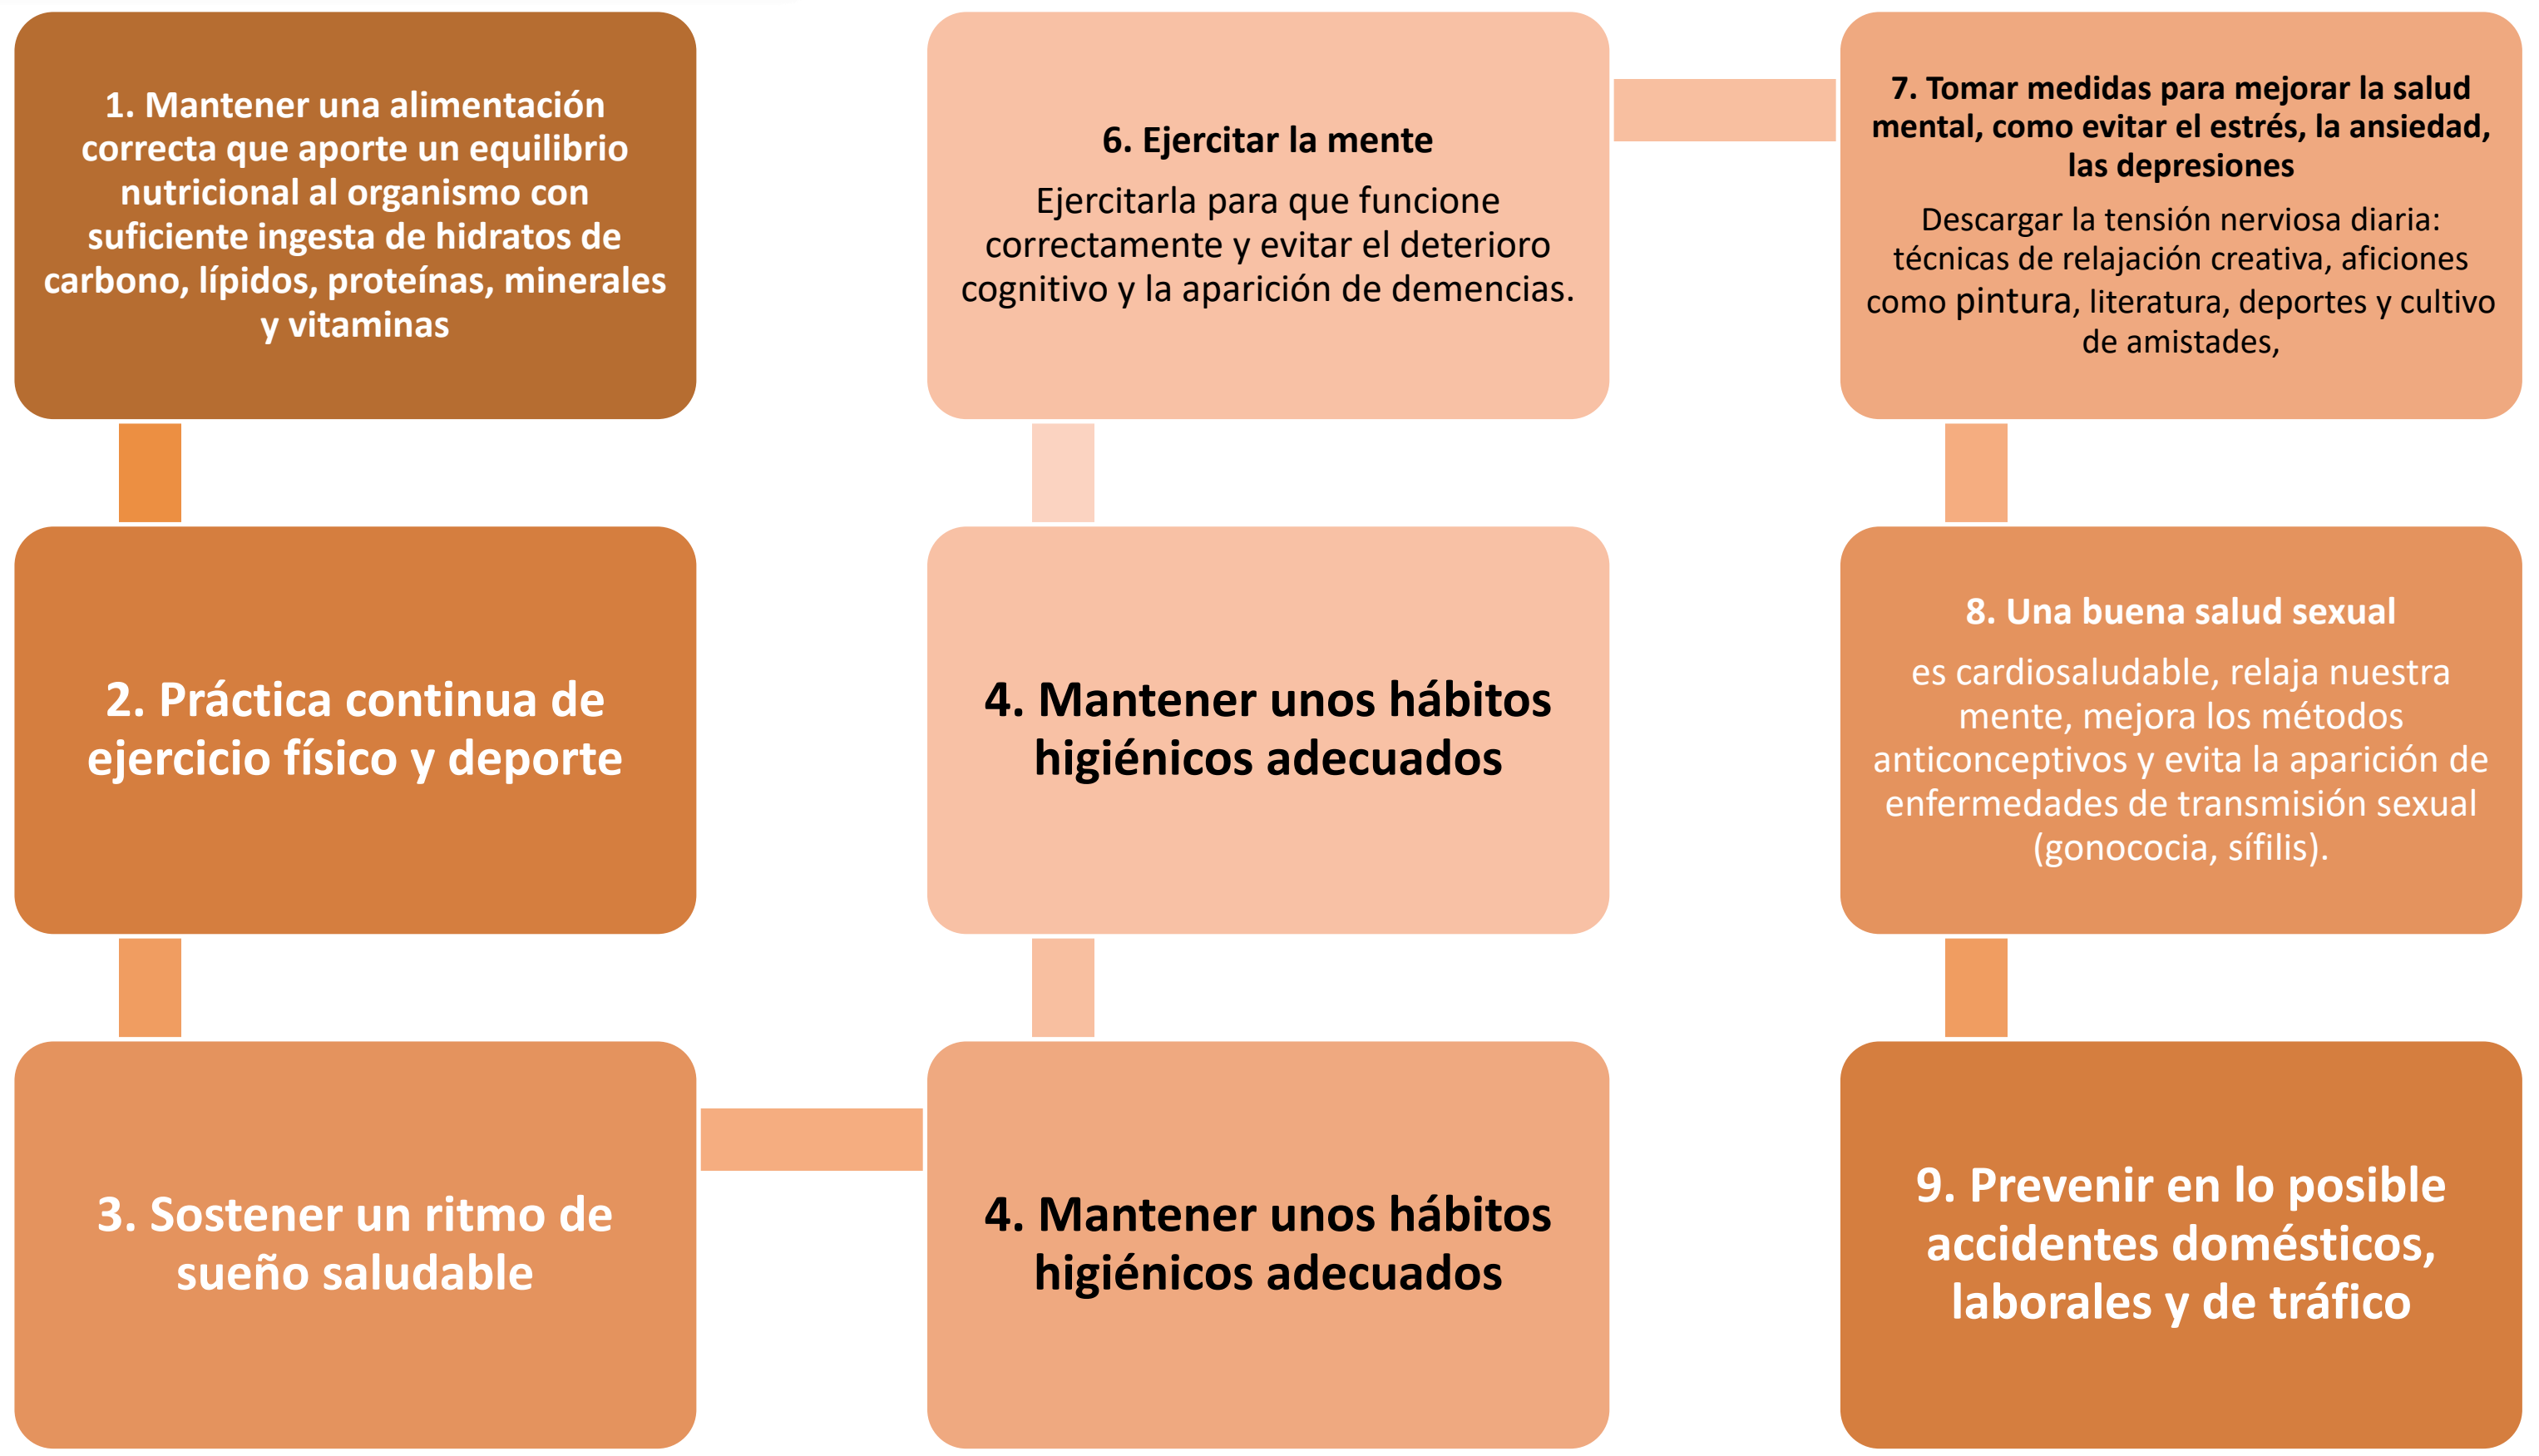 1. Mantener una alimentación
correcta que aporte un equilibrio
nutricional al organismo con
suficiente ingesta de hidratos de
carbono, lípidos, proteínas, minerales
y vitaminas
2. Práctica continua de
ejercicio físico y deporte
3. Sostener un ritmo de
sueño saludable
4. Mantener unos hábitos
higiénicos adecuados
4. Mantener unos hábitos
higiénicos adecuados
6. Ejercitar la mente
Ejercitarla para que funcione
correctamente y evitar el deterioro
cognitivo y la aparición de demencias.
7. Tomar medidas para mejorar la salud
mental, como evitar el estrés, la ansiedad,
las depresiones
Descargar la tensión nerviosa diaria:
técnicas de relajación creativa, aficiones
como pintura, literatura, deportes y cultivo
de amistades,
8. Una buena salud sexual
es cardiosaludable, relaja nuestra
mente, mejora los métodos
anticonceptivos y evita la aparición de
enfermedades de transmisión sexual
(gonococia, sífilis).
9. Prevenir en lo posible
accidentes domésticos,
laborales y de tráfico